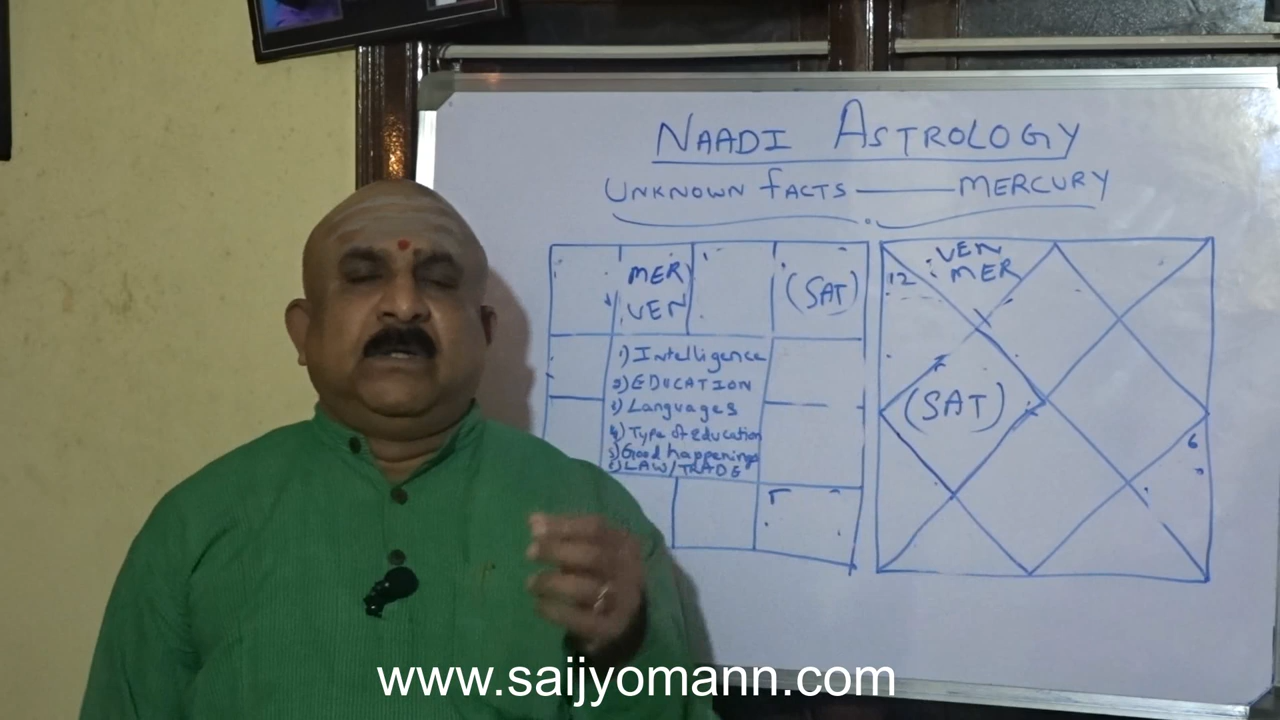 NAADI ASTROLOGY
UNKNOWN FACTS —— MERCURY
MER
VEN
(SAT)
1) Intelligence
2) EDUCATION
3) Languages
4) Type of Education
5) Good happenings
6) LAW/TRADE
VEN
MER
12
(SAT)
6
www.saijyomann.com